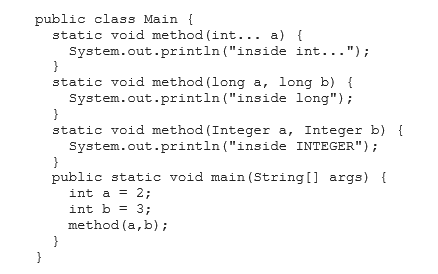 public class Main {
static void method(int... a) {
System.out.println("inside int...");
}
static void method(long a, long b) {
System.out.println("inside long");
}
static void method(Integer a, Integer b) {
System.out.println("inside INTEGER");
}
public static void main(String[] args) {
int a = 2;
int b = 3;
method(a,b);
}
}